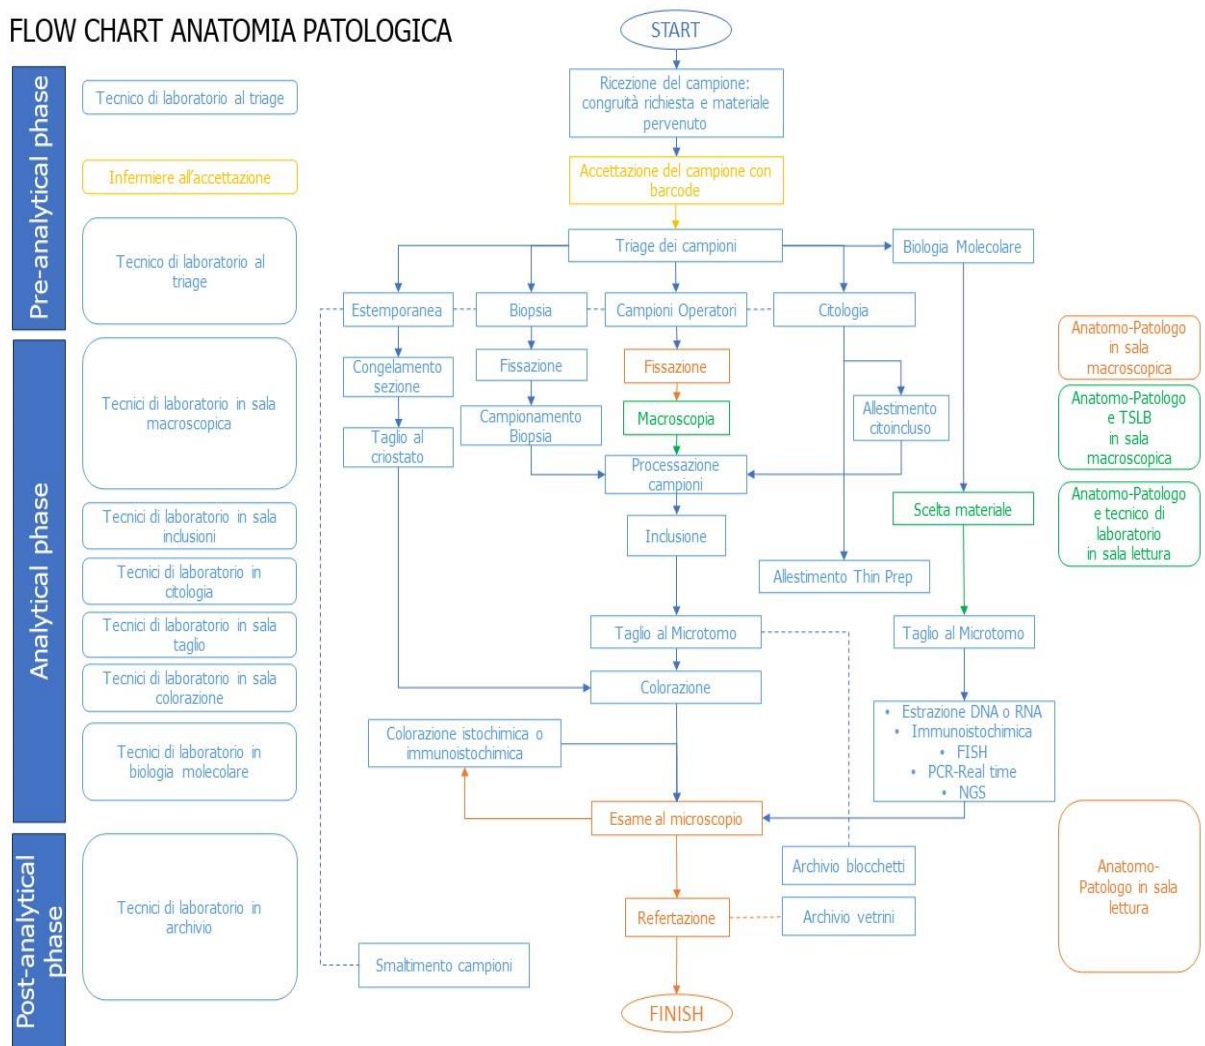 FLOW CHART ANATOMIA PATOLOGICA
START
Pre-analytical phase
Tecnico di laboratorio al triage
Ricezione del campione:
congruità richiesta e materiale
pervenuto
Infermiere all'accettazione
Accettazione del campione con
barcode
Tecnico di laboratorio al
triage
Triage dei campioni
Biologia Molecolare
Estemporanea
Biopsia
Campioni Operatori
Citologia
Analytical phase
Tecnici di laboratorio in sala
macroscopica
Congelamento
sezione
Fissazione
Fissazione
Anatomo-Patologo
in sala
macroscopica
Taglio al
criostato
Campionamento
Biopsia
Macroscopia
Allestimento
citoincluso
Anatomo-Patologo
e TSLB
in sala
macroscopica
Processazione
campioni
Tecnici di laboratorio in sala
inclusioni
Inclusione
Scelta materiale
Anatomo-Patologo
e tecnico di
laboratorio
in sala lettura
Tecnici di laboratorio in
citologia
Allestimento Thin Prep
Tecnici di laboratorio in sala
taglio
Taglio al Microtomo
Taglio al Microtomo
Tecnici di laboratorio in sala
colorazione
Colorazione
Tecnici di laboratorio in
biologia molecolare
Colorazione istochimica o
immunoistochimica
• Estrazione DNA o RNA
• Immunoistochimica
• FISH
• PCR-Real time
• NGS
Esame al microscopio
Post-analytical
phase
Tecnici di laboratorio in
archivio
Archivio blocchetti
Anatomo-
Patologo in sala
lettura
Refertazione
Archivio vetrini
Smaltimento campioni
FINISH